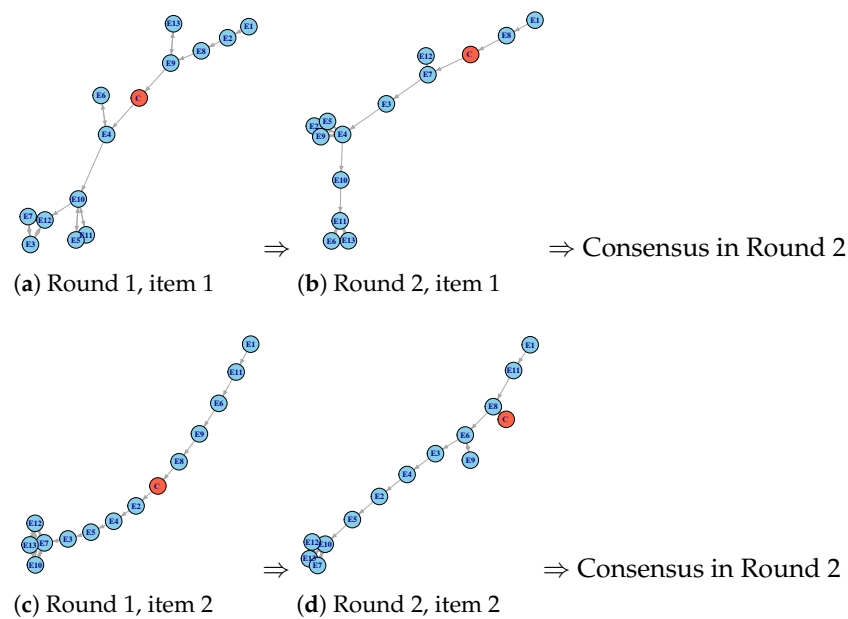 E13
E1
E2
E8
E9
E6
C
E4
E10
E7
E12
E3
E5
E11
⇒
(a) Round 1, item 1
E1
E8
C
E12
E7
E3
E5
E2
E9
E4
E10
E11
E6
E13
⇒ Consensus in Round 2
(b) Round 2, item 1
E1
E11
E6
E9
E8
C
E2
E4
E5
E3
E7
E12
E13
E10
⇒
(c) Round 1, item 2
E1
E11
E8
C
E6
E9
E3
E4
E2
E5
E12
E10
E13
E7
⇒ Consensus in Round 2
(d) Round 2, item 2